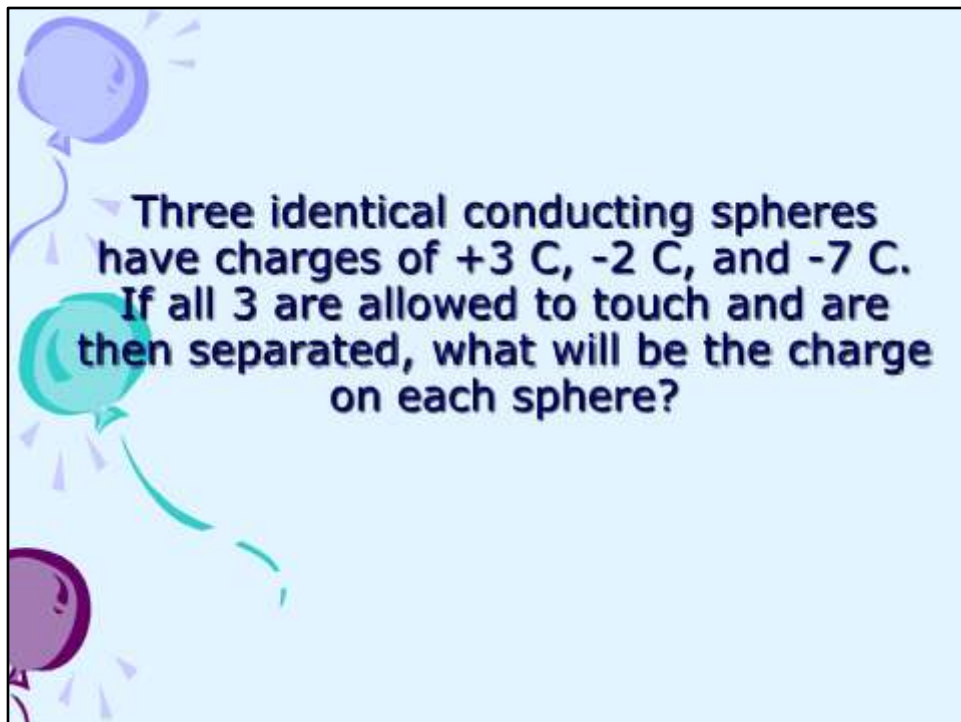 Three identical conducting spheres
have charges of +3 C, -2 C, and -7 C.
If all 3 are allowed to touch and are
then separated, what will be the charge
on each sphere?